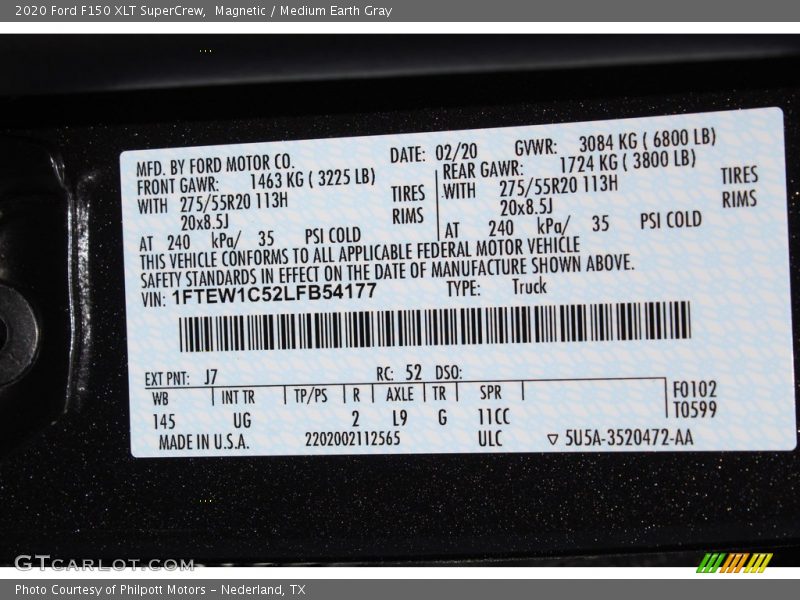 2020 Ford F150 XLT SuperCrew, Magnetic / Medium Earth Gray
MFD. BY FORD MOTOR CO. DATE: 02/20 GVWR: 3084 KG ( 6800 LB)
FRONT GAWR: 1463 KG ( 3225 LB) REAR GAWR: 1724 KG ( 3800 LB)
WITH 275/55R20 113H TIRES WITH 275/55R20 113H TIRES
20x8.5J RIMS 20x8.5J RIMS
AT 240 kPa/ 35 PSI COLD AT 240 kPa/ 35 PSI COLD
THIS VEHICLE CONFORMS TO ALL APPLICABLE FEDERAL MOTOR VEHICLE
SAFETY STANDARDS IN EFFECT ON THE DATE OF MANUFACTURE SHOWN ABOVE.
VIN: 1FTEW1C52LFB54177 TYPE: Truck
EXT PNT: J7 RC: 52 DSO:
WB INT TR TP/PS R AXLE TR SPR F0102
145 UG 2 L9 G 11CC T0599
MADE IN U.S.A. 2202002112565 ULC ▽ 5U5A-3520472-AA
GTCARLOT.COM
Photo Courtesy of Philpott Motors - Nederland, TX